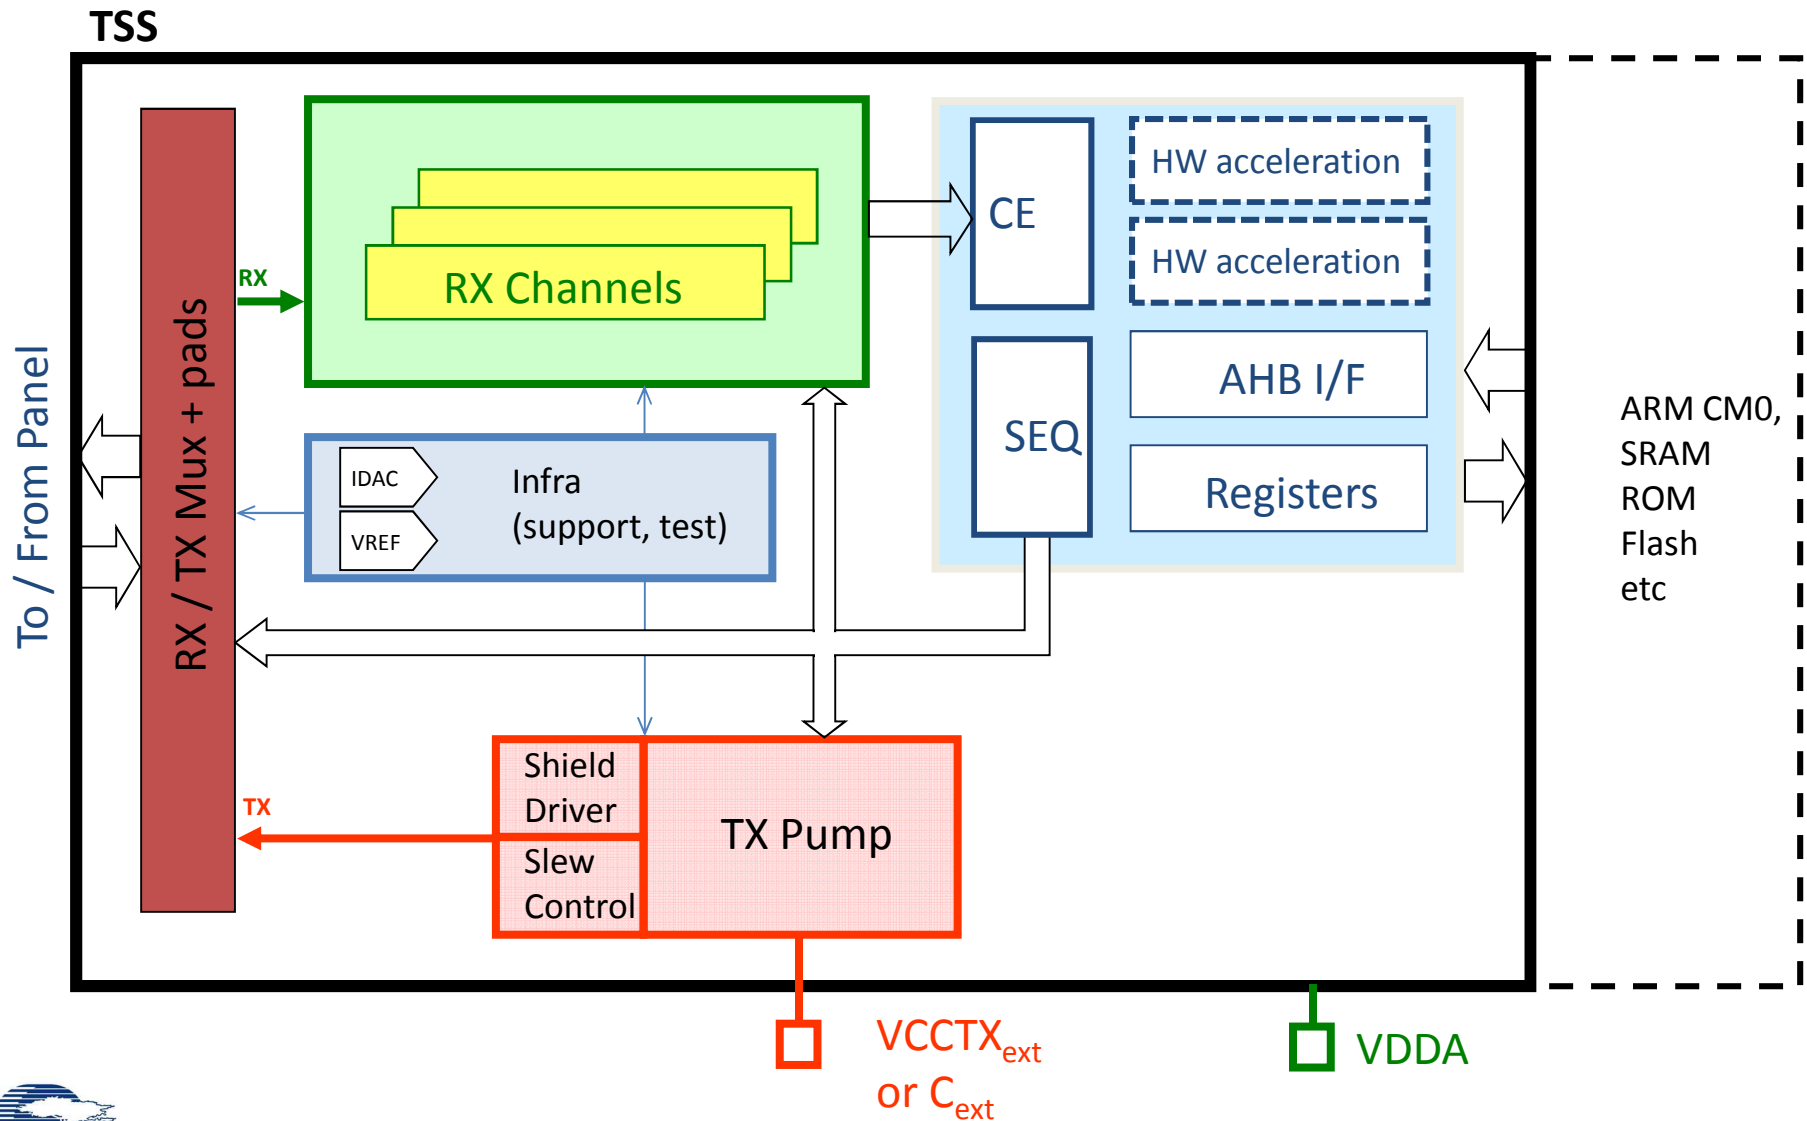 TSS
To / From Panel
RX / TX Mux + pads
RX
RX Channels
IDAC
VREF
Infra
(support, test)
CE
SEQ
HW acceleration
HW acceleration
AHB I/F
Registers
ARM CM0,
SRAM
ROM
Flash
etc
TX
Shield
Driver
Slew
Control
TX Pump
VCCTXext
or Cext
VDDA